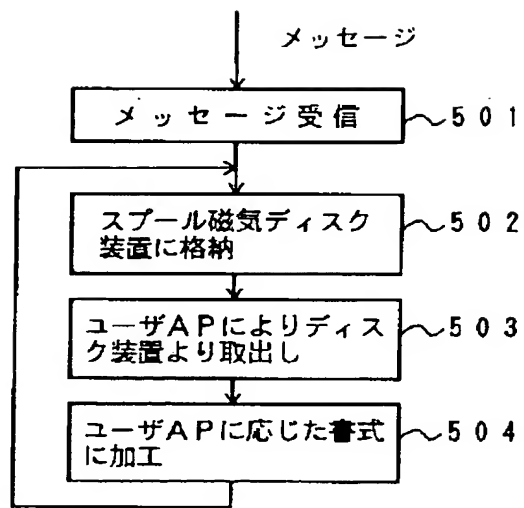 メッセージ
メッセージ受信
～501
スプール磁気ディスク
装置に格納
～502
ユーザAPによりディス
ク装置より取出し
～503
ユーザAPに応じた書式
に加工
～504